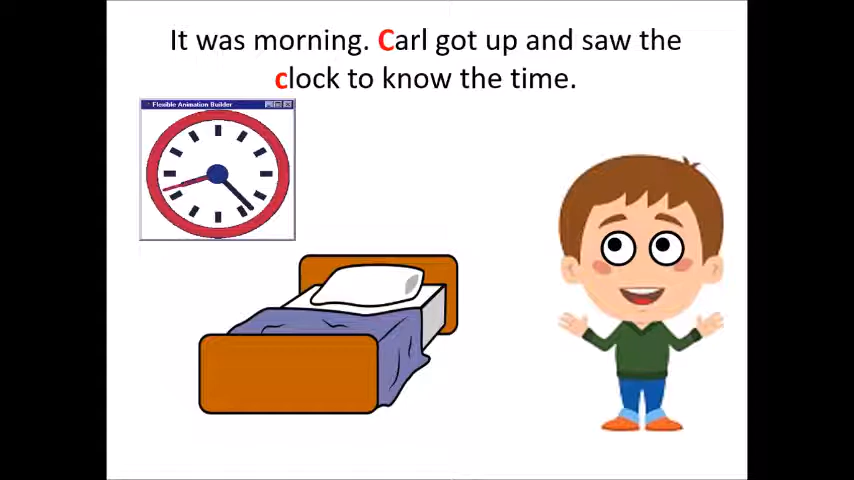 It was morning. Carl got up and saw the
clock to know the time.
Flexible Animation Builder